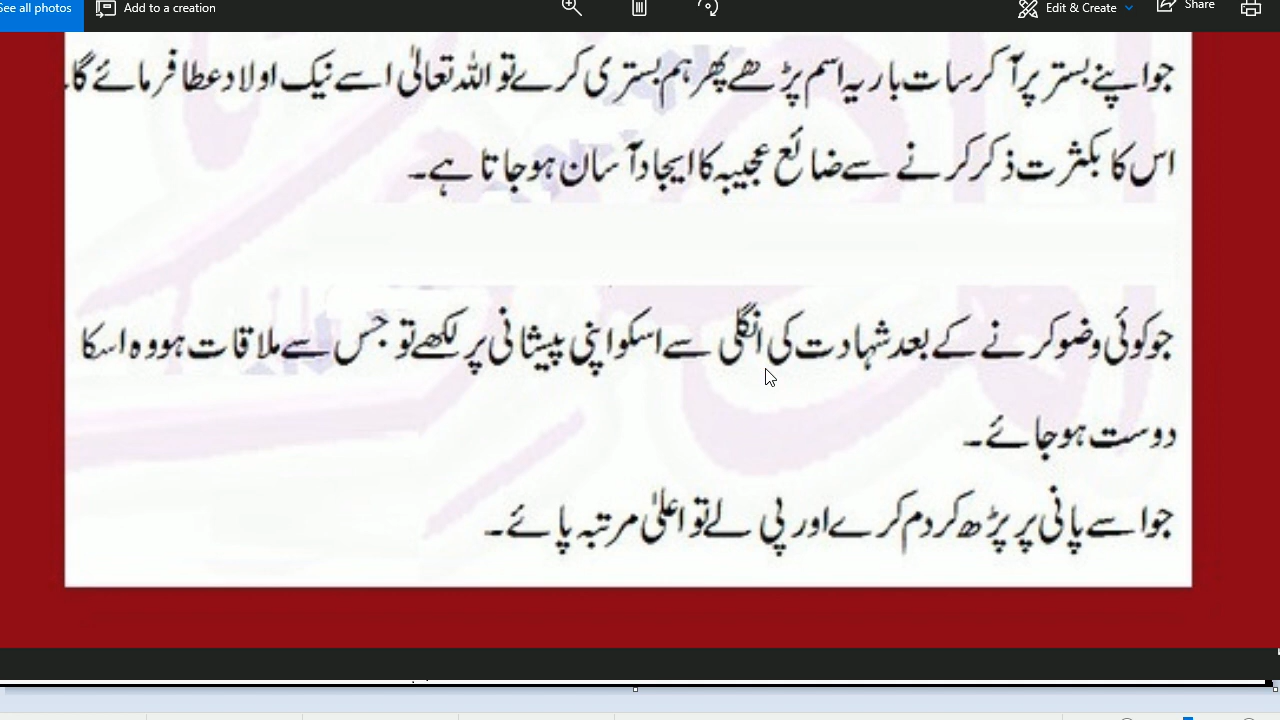 See all photos
Add to a creation
Edit & Create
Share
جو اپنے بستر پر آ کر سات بار یہ اسم پڑھے پھر ہم بستری کرے تو اللہ تعالیٰ اسے نیک اولاد عطا فرمائے گا۔
اس کا بکثرت ذکر کرنے سے ضائع عجیبہ کا ایجاد آسان ہو جاتا ہے۔
جو کوئی وضو کرنے کے بعد شہادت کی انگلی سے اسکو اپنی پیشانی پر لکھے تو جس سے ملاقات ہو وہ اسکا
دوست ہو جائے۔
جو اسے پانی پر پڑھ کر دم کرے اور پی لے تو اعلیٰ مرتبہ پائے۔